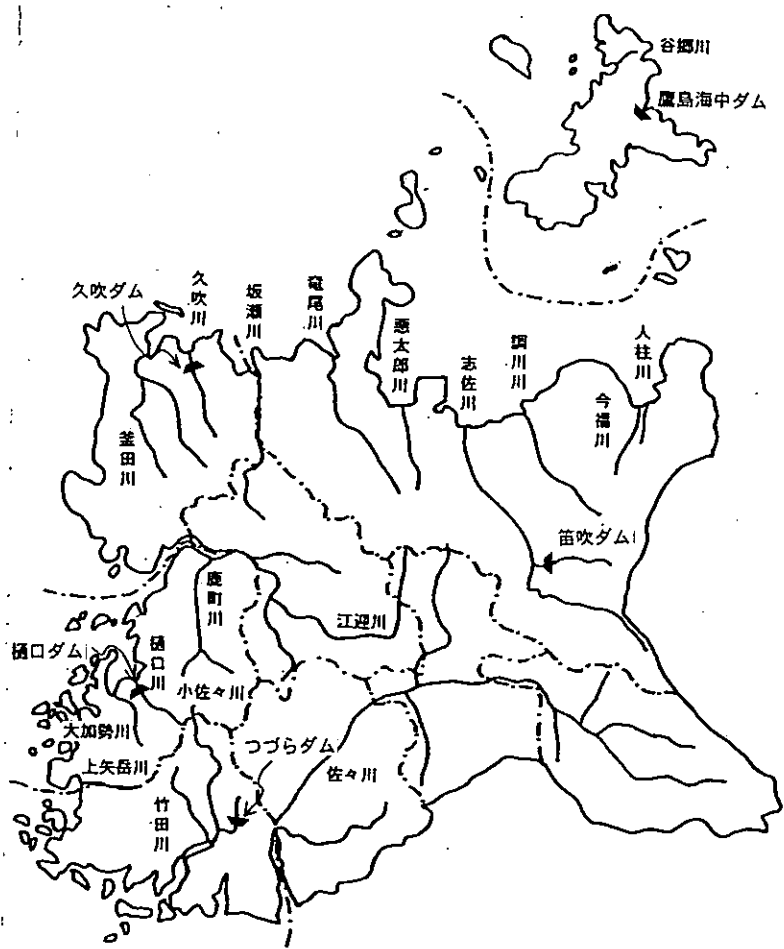 谷郷川
鷹島海中ダム
久吹ダム
久吹川
坂瀬川
竜尾川
悪太郎川
志佐川
調川川
今福川
人柱川
釜田川
笛吹ダム
鹿町川
江迎川
樋口ダム
樋口川
小佐々川
大加勢川
つづらダム
上矢岳川
佐々川
竹田川